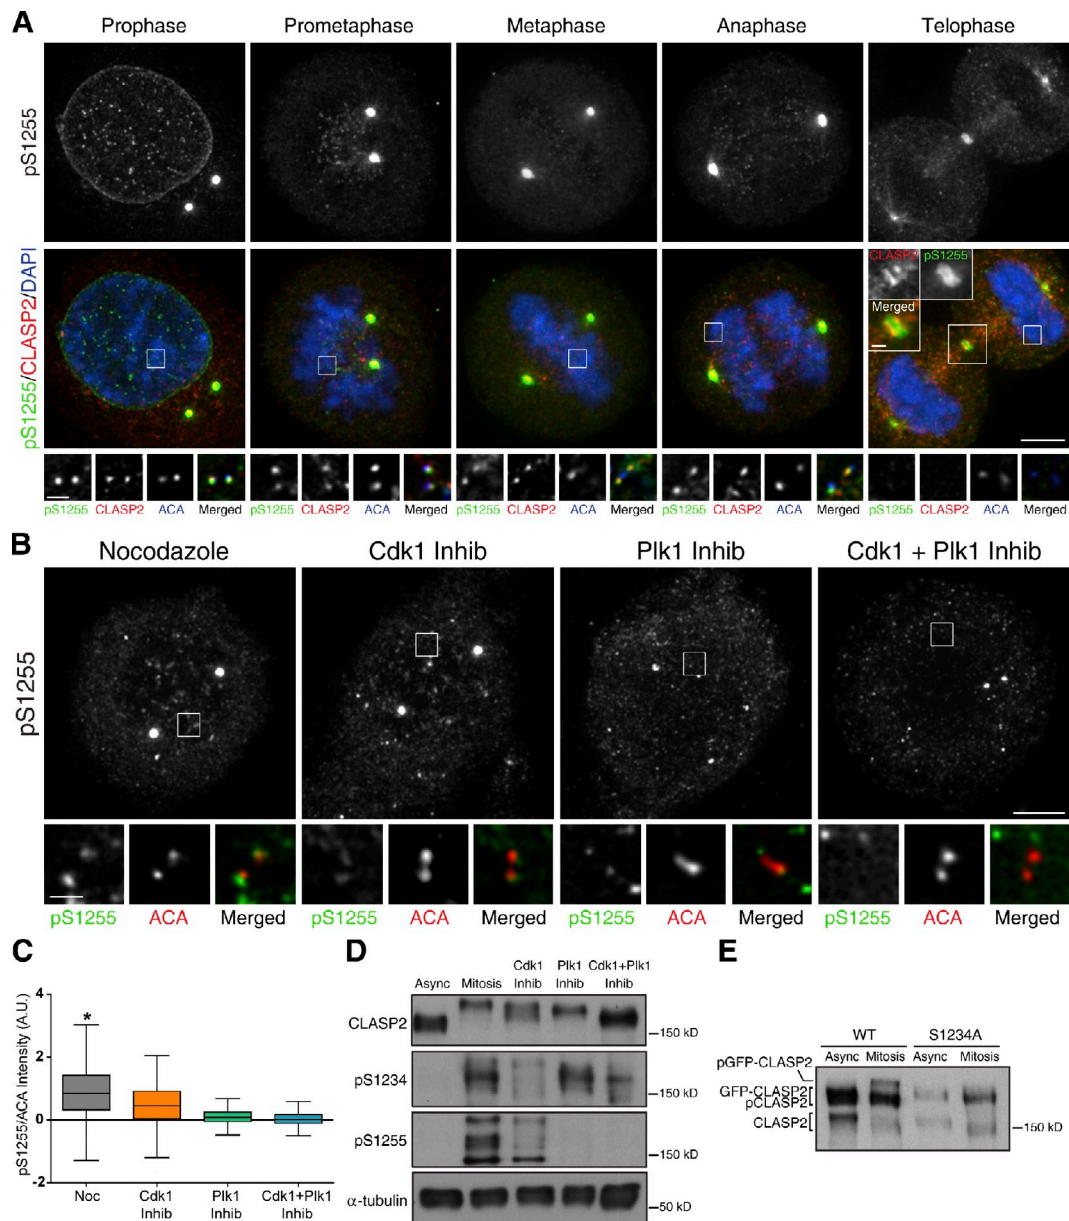 A
Prophase Prometaphase Metaphase Anaphase Telophase
pS1255
pS1255/CLASP2/DAPI
CLASP2 pS1255
Merged
pS1255 CLASP2 ACA Merged pS1255 CLASP2 ACA Merged pS1255 CLASP2 ACA Merged pS1255 CLASP2 ACA Merged pS1255 CLASP2 ACA Merged
B
Nocodazole Cdk1 Inhib Plk1 Inhib Cdk1 + Plk1 Inhib
pS1255
pS1255 ACA Merged pS1255 ACA Merged pS1255 ACA Merged pS1255 ACA Merged
C
pS1255/ACA Intensity (A.U.)
4
*
2
0
-2
Noc Cdk1 Inhib Plk1 Inhib Cdk1+Plk1 Inhib
D
Async Mitosis Cdk1 Inhib Plk1 Inhib Cdk1+Plk1 Inhib
CLASP2
150 kD
pS1234
150 kD
pS1255
150 kD
α-tubulin
50 kD
E
WT S1234A
Async Mitosis Async Mitosis
pGFP-CLASP2
GFP-CLASP2
pCLASP2
CLASP2
150 kD